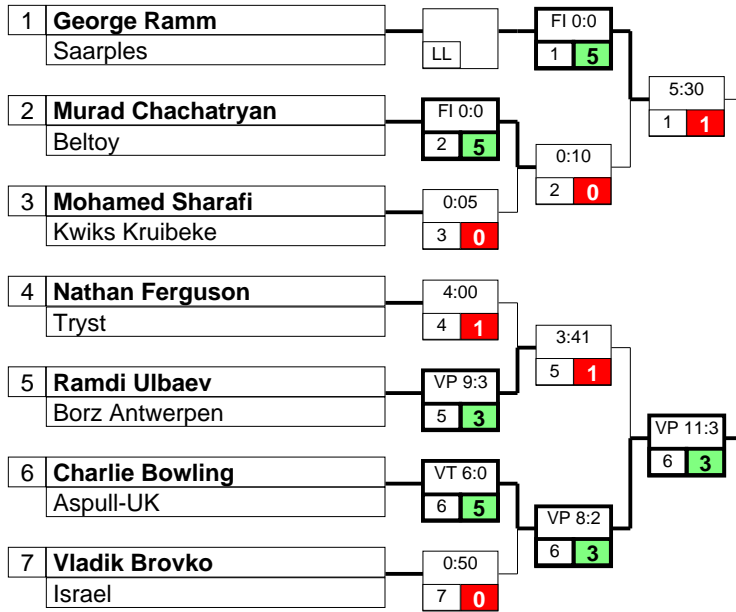 1 George Ramm
Saarples
LL
FI 0:0
1 5
5:30
1 1
2 Murad Chachatryan
Beltoy
FI 0:0
2 5
0:10
2 0
3 Mohamed Sharafi
Kwiks Kruibeke
0:05
3 0
4 Nathan Ferguson
Tryst
4:00
4 1
3:41
5 1
5 Ramdi Ulbaev
Borz Antwerpen
VP 9:3
5 3
VP 11:3
6 3
6 Charlie Bowling
Aspull-UK
VT 6:0
6 5
VP 8:2
6 3
7 Vladik Brovko
Israel
0:50
7 0